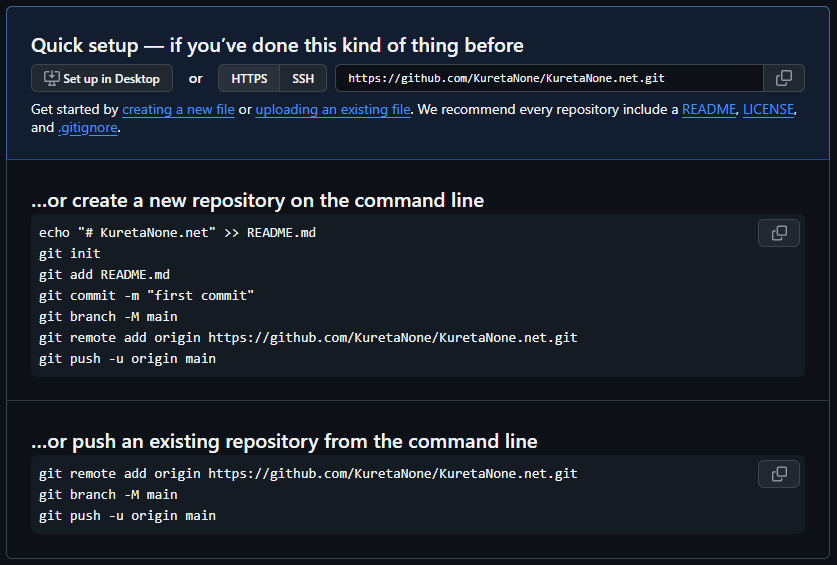 Quick setup — if you’ve done this kind of thing before
Set up in Desktop or HTTPS SSH https://github.com/KuretaNone/KuretaNone.net.git
Get started by creating a new file or uploading an existing file. We recommend every repository include a README, LICENSE,
and .gitignore.
…or create a new repository on the command line
echo "# KuretaNone.net" >> README.md
git init
git add README.md
git commit -m "first commit"
git branch -M main
git remote add origin https://github.com/KuretaNone/KuretaNone.net.git
git push -u origin main
…or push an existing repository from the command line
git remote add origin https://github.com/KuretaNone/KuretaNone.net.git
git branch -M main
git push -u origin main